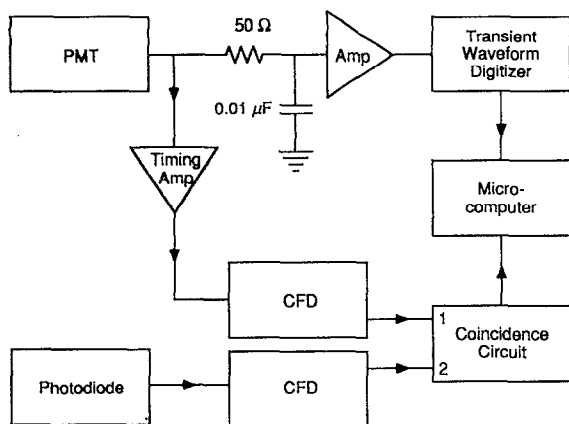 50 Ω
PMT
Amp
Transient
Waveform
Digitizer
0.01 μF
Timing
Amp
Micro-
computer
CFD
1
Coincidence
Circuit
2
Photodiode
CFD